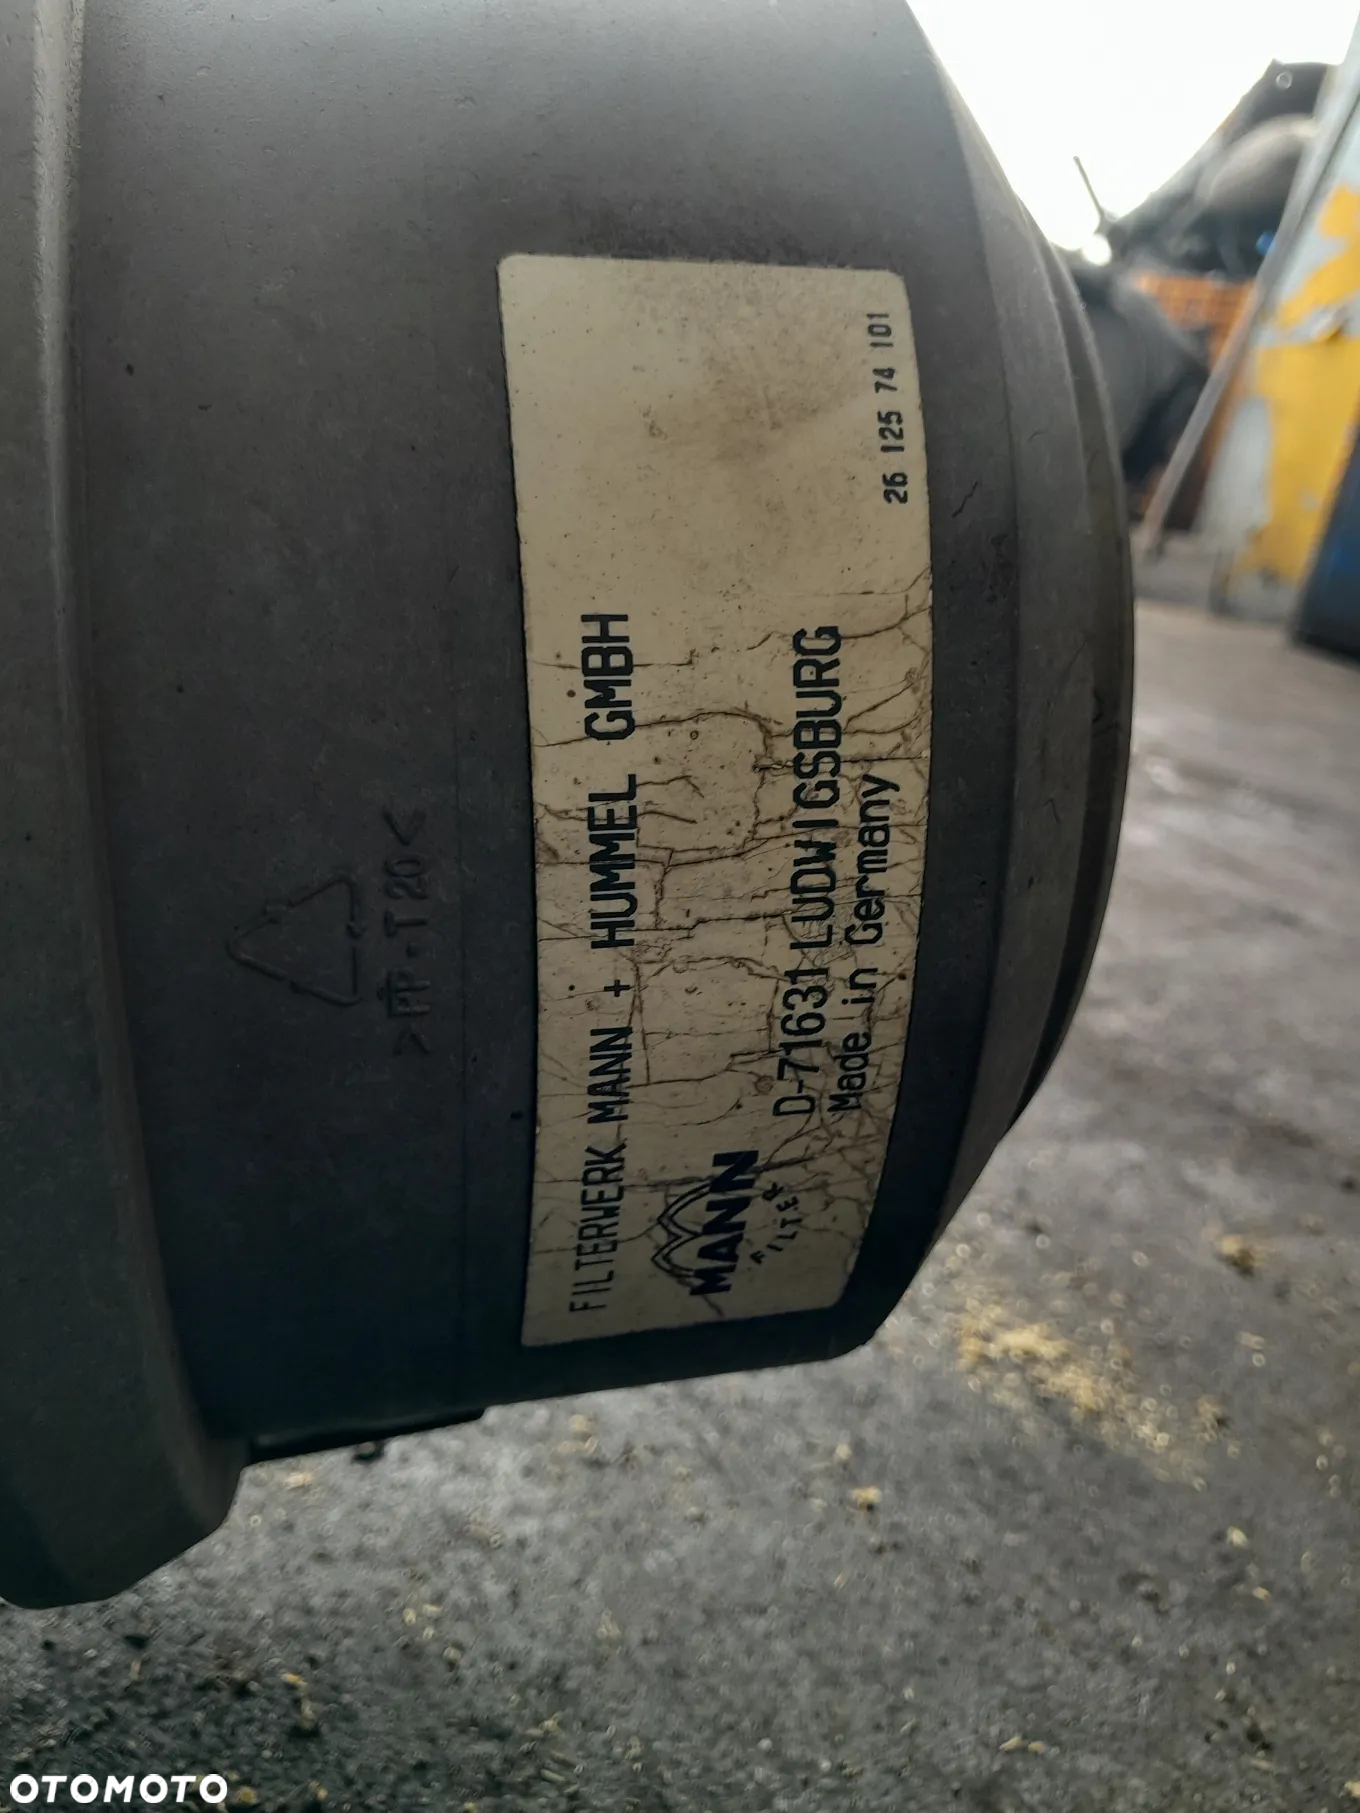 FILTERWERK MANN + HUMMEL GMBH
MANN
FILTER
D-71631 LUDWIGSBURG
Made in Germany
26 125 74 101
>PP-T20<
OTOMOTO